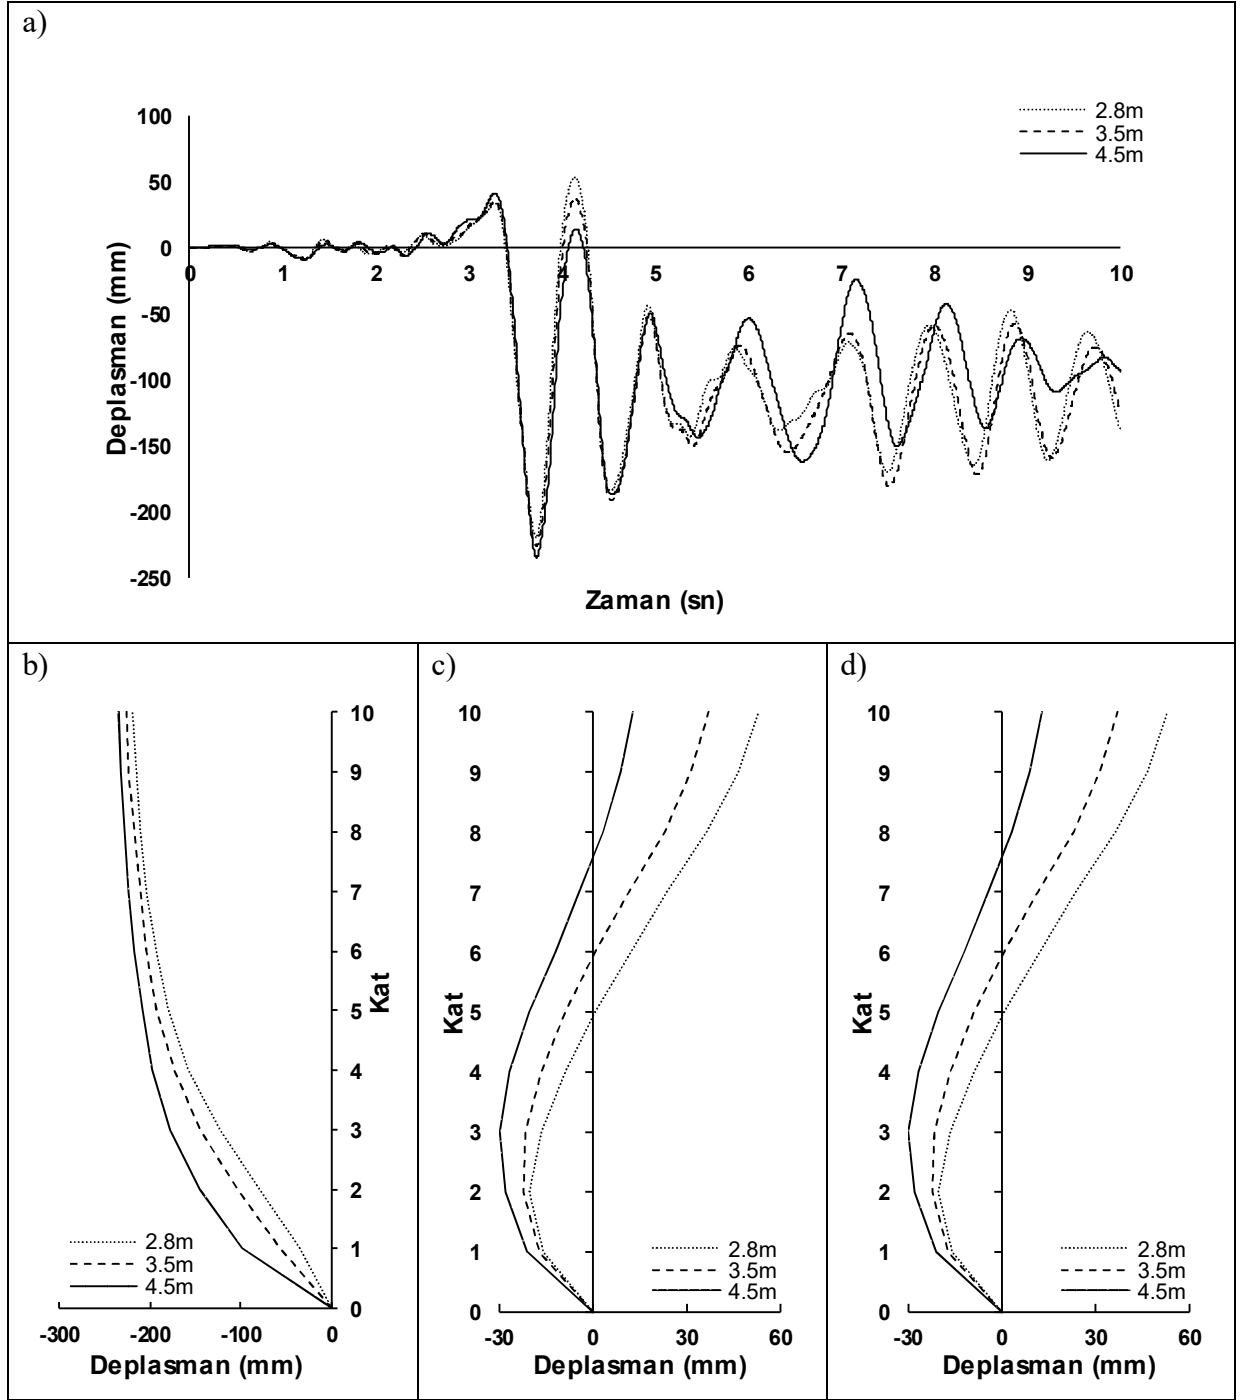 a)
100
50
0
-50
-100
-150
-200
-250
Deplasman (mm)
0 1 2 3 4 5 6 7 8 9 10
Zaman (sn)
2.8m
3.5m
4.5m
b)
10
9
8
7
6
5
4
3
2
1
0
Kat
2.8m
3.5m
4.5m
-300 -200 -100 0
Deplasman (mm)
c)
10
9
8
7
6
5
4
3
2
1
0
Kat
2.8m
3.5m
4.5m
-30 0 30 60
Deplasman (mm)
d)
10
9
8
7
6
5
4
3
2
1
0
Kat
2.8m
3.5m
4.5m
-30 0 30 60
Deplasman (mm)